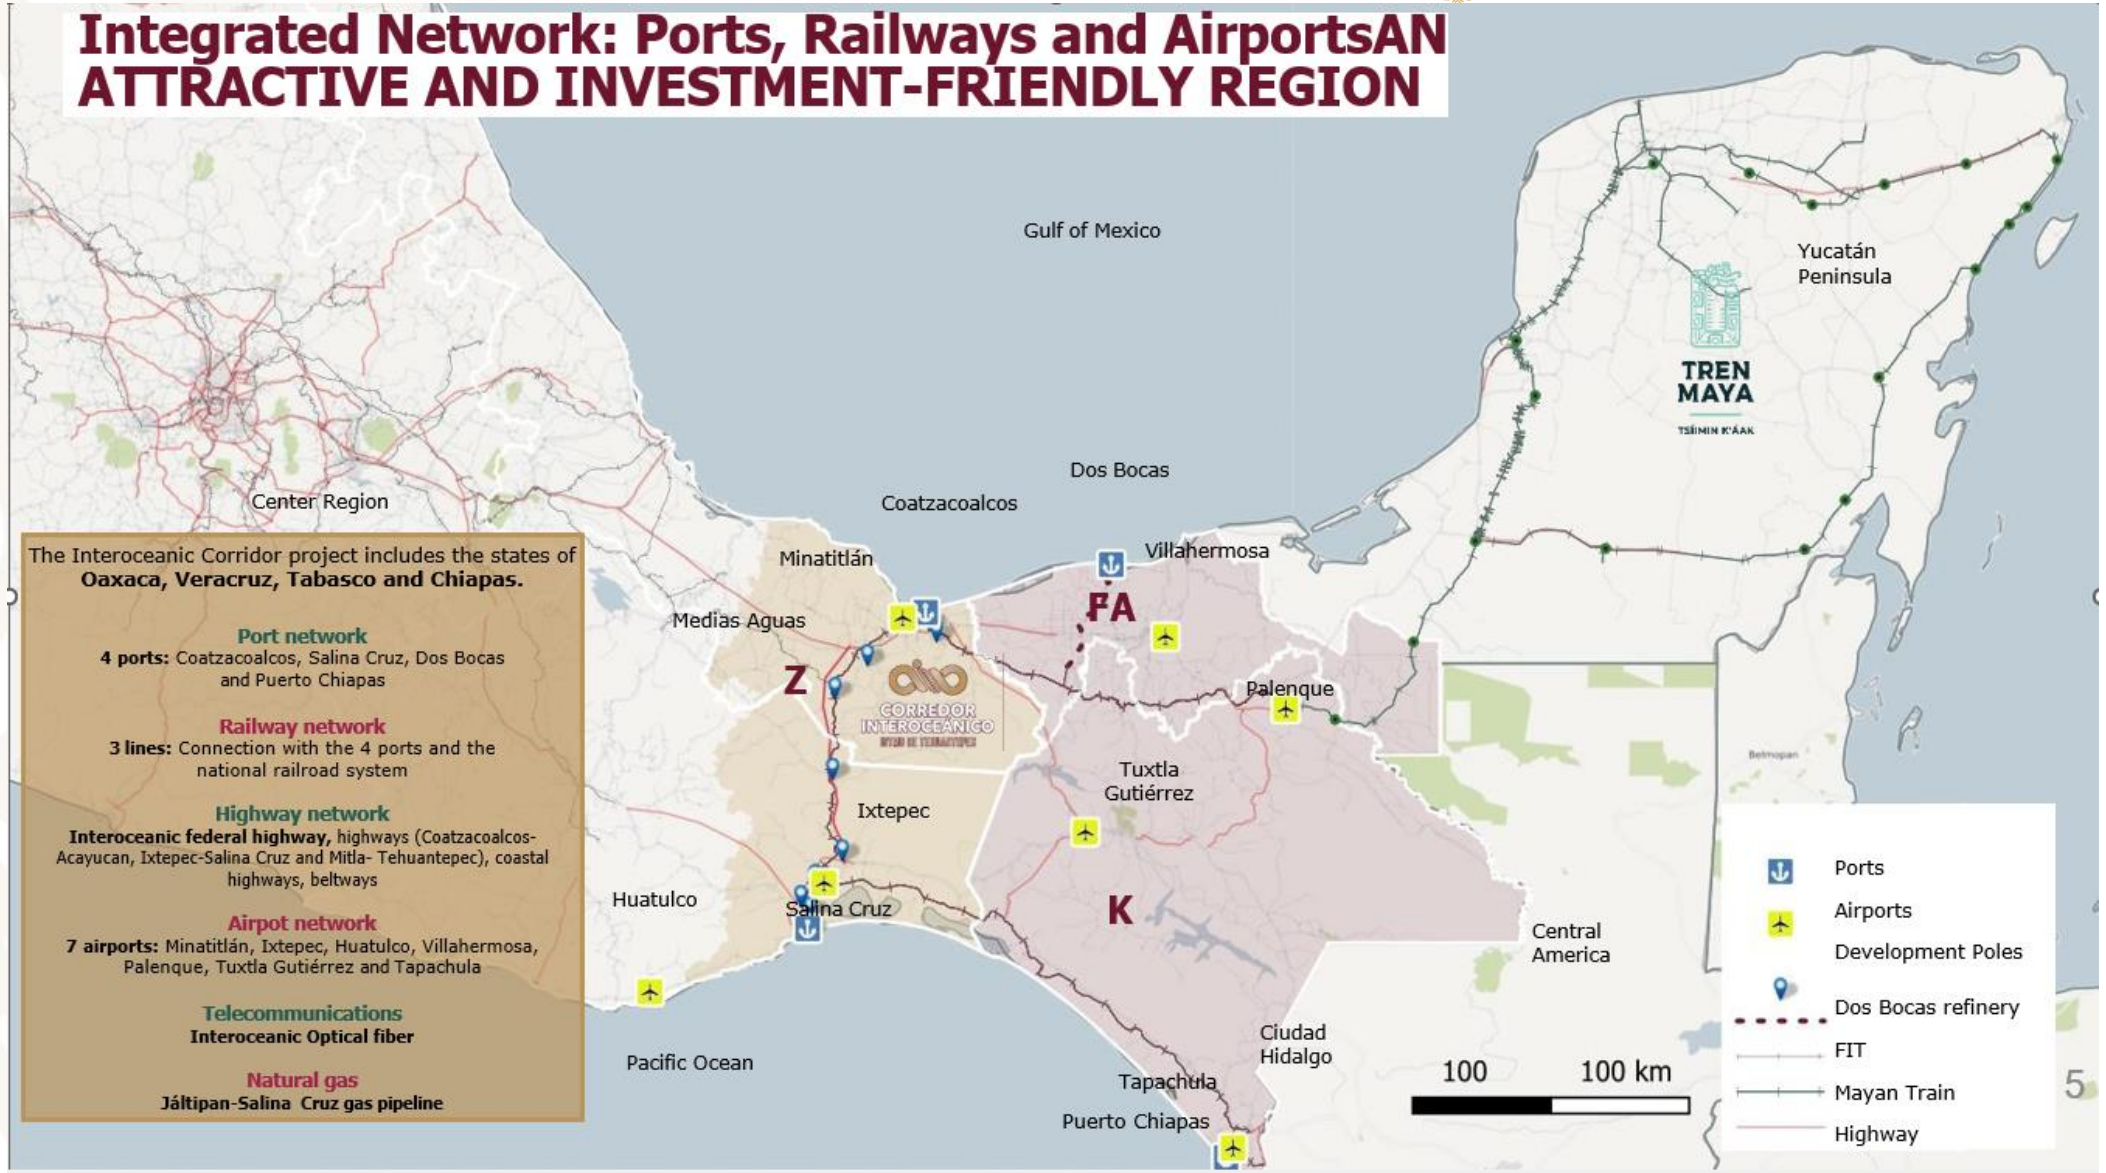 Integrated Network: Ports, Railways and AirportsAN
ATTRACTIVE AND INVESTMENT-FRIENDLY REGION
Gulf of Mexico
Yucatán
Peninsula
TREN
MAYA
TSÍIMIN K'ÁAK
Dos Bocas
Coatzacoalcos
Center Region
Minatitlán
Villahermosa
FA
Medias Aguas
Z
Palenque
CORREDOR
INTEROCEÁNICO
ISTMO DE TEHUANTEPEC
Tuxtla
Gutiérrez
Belmopan
Ixtepec
Huatulco
Salina Cruz
K
Central
America
Pacific Ocean
Ciudad
Hidalgo
Tapachula
Puerto Chiapas
The Interoceanic Corridor project includes the states of
Oaxaca, Veracruz, Tabasco and Chiapas.
Port network
4 ports: Coatzacoalcos, Salina Cruz, Dos Bocas
and Puerto Chiapas
Railway network
3 lines: Connection with the 4 ports and the
national railroad system
Highway network
Interoceanic federal highway, highways (Coatzacoalcos-
Acayucan, Ixtepec-Salina Cruz and Mitla- Tehuantepec), coastal
highways, beltways
Airpot network
7 airports: Minatitlán, Ixtepec, Huatulco, Villahermosa,
Palenque, Tuxtla Gutiérrez and Tapachula
Telecommunications
Interoceanic Optical fiber
Natural gas
Jáltipan-Salina Cruz gas pipeline
100 100 km
Ports
Airports
Development Poles
Dos Bocas refinery
FIT
Mayan Train
Highway
5